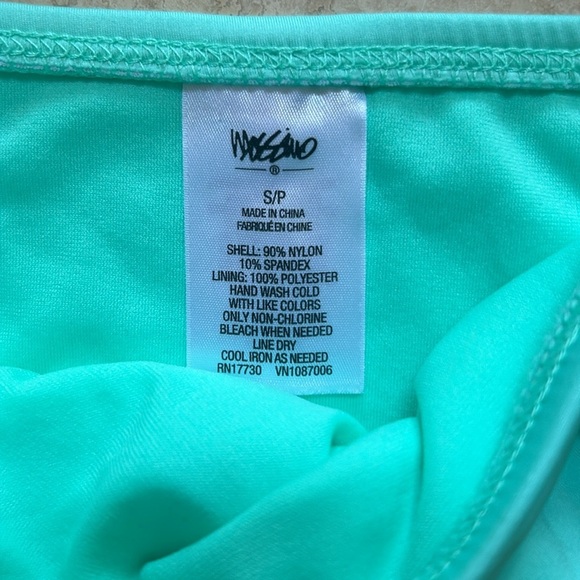 Mossimo
®
S/P
MADE IN CHINA
FABRIQUÉ EN CHINE
SHELL: 90% NYLON
10% SPANDEX
LINING: 100% POLYESTER
HAND WASH COLD
WITH LIKE COLORS
ONLY NON-CHLORINE
BLEACH WHEN NEEDED
LINE DRY
COOL IRON AS NEEDED
RN17730 VN1087006